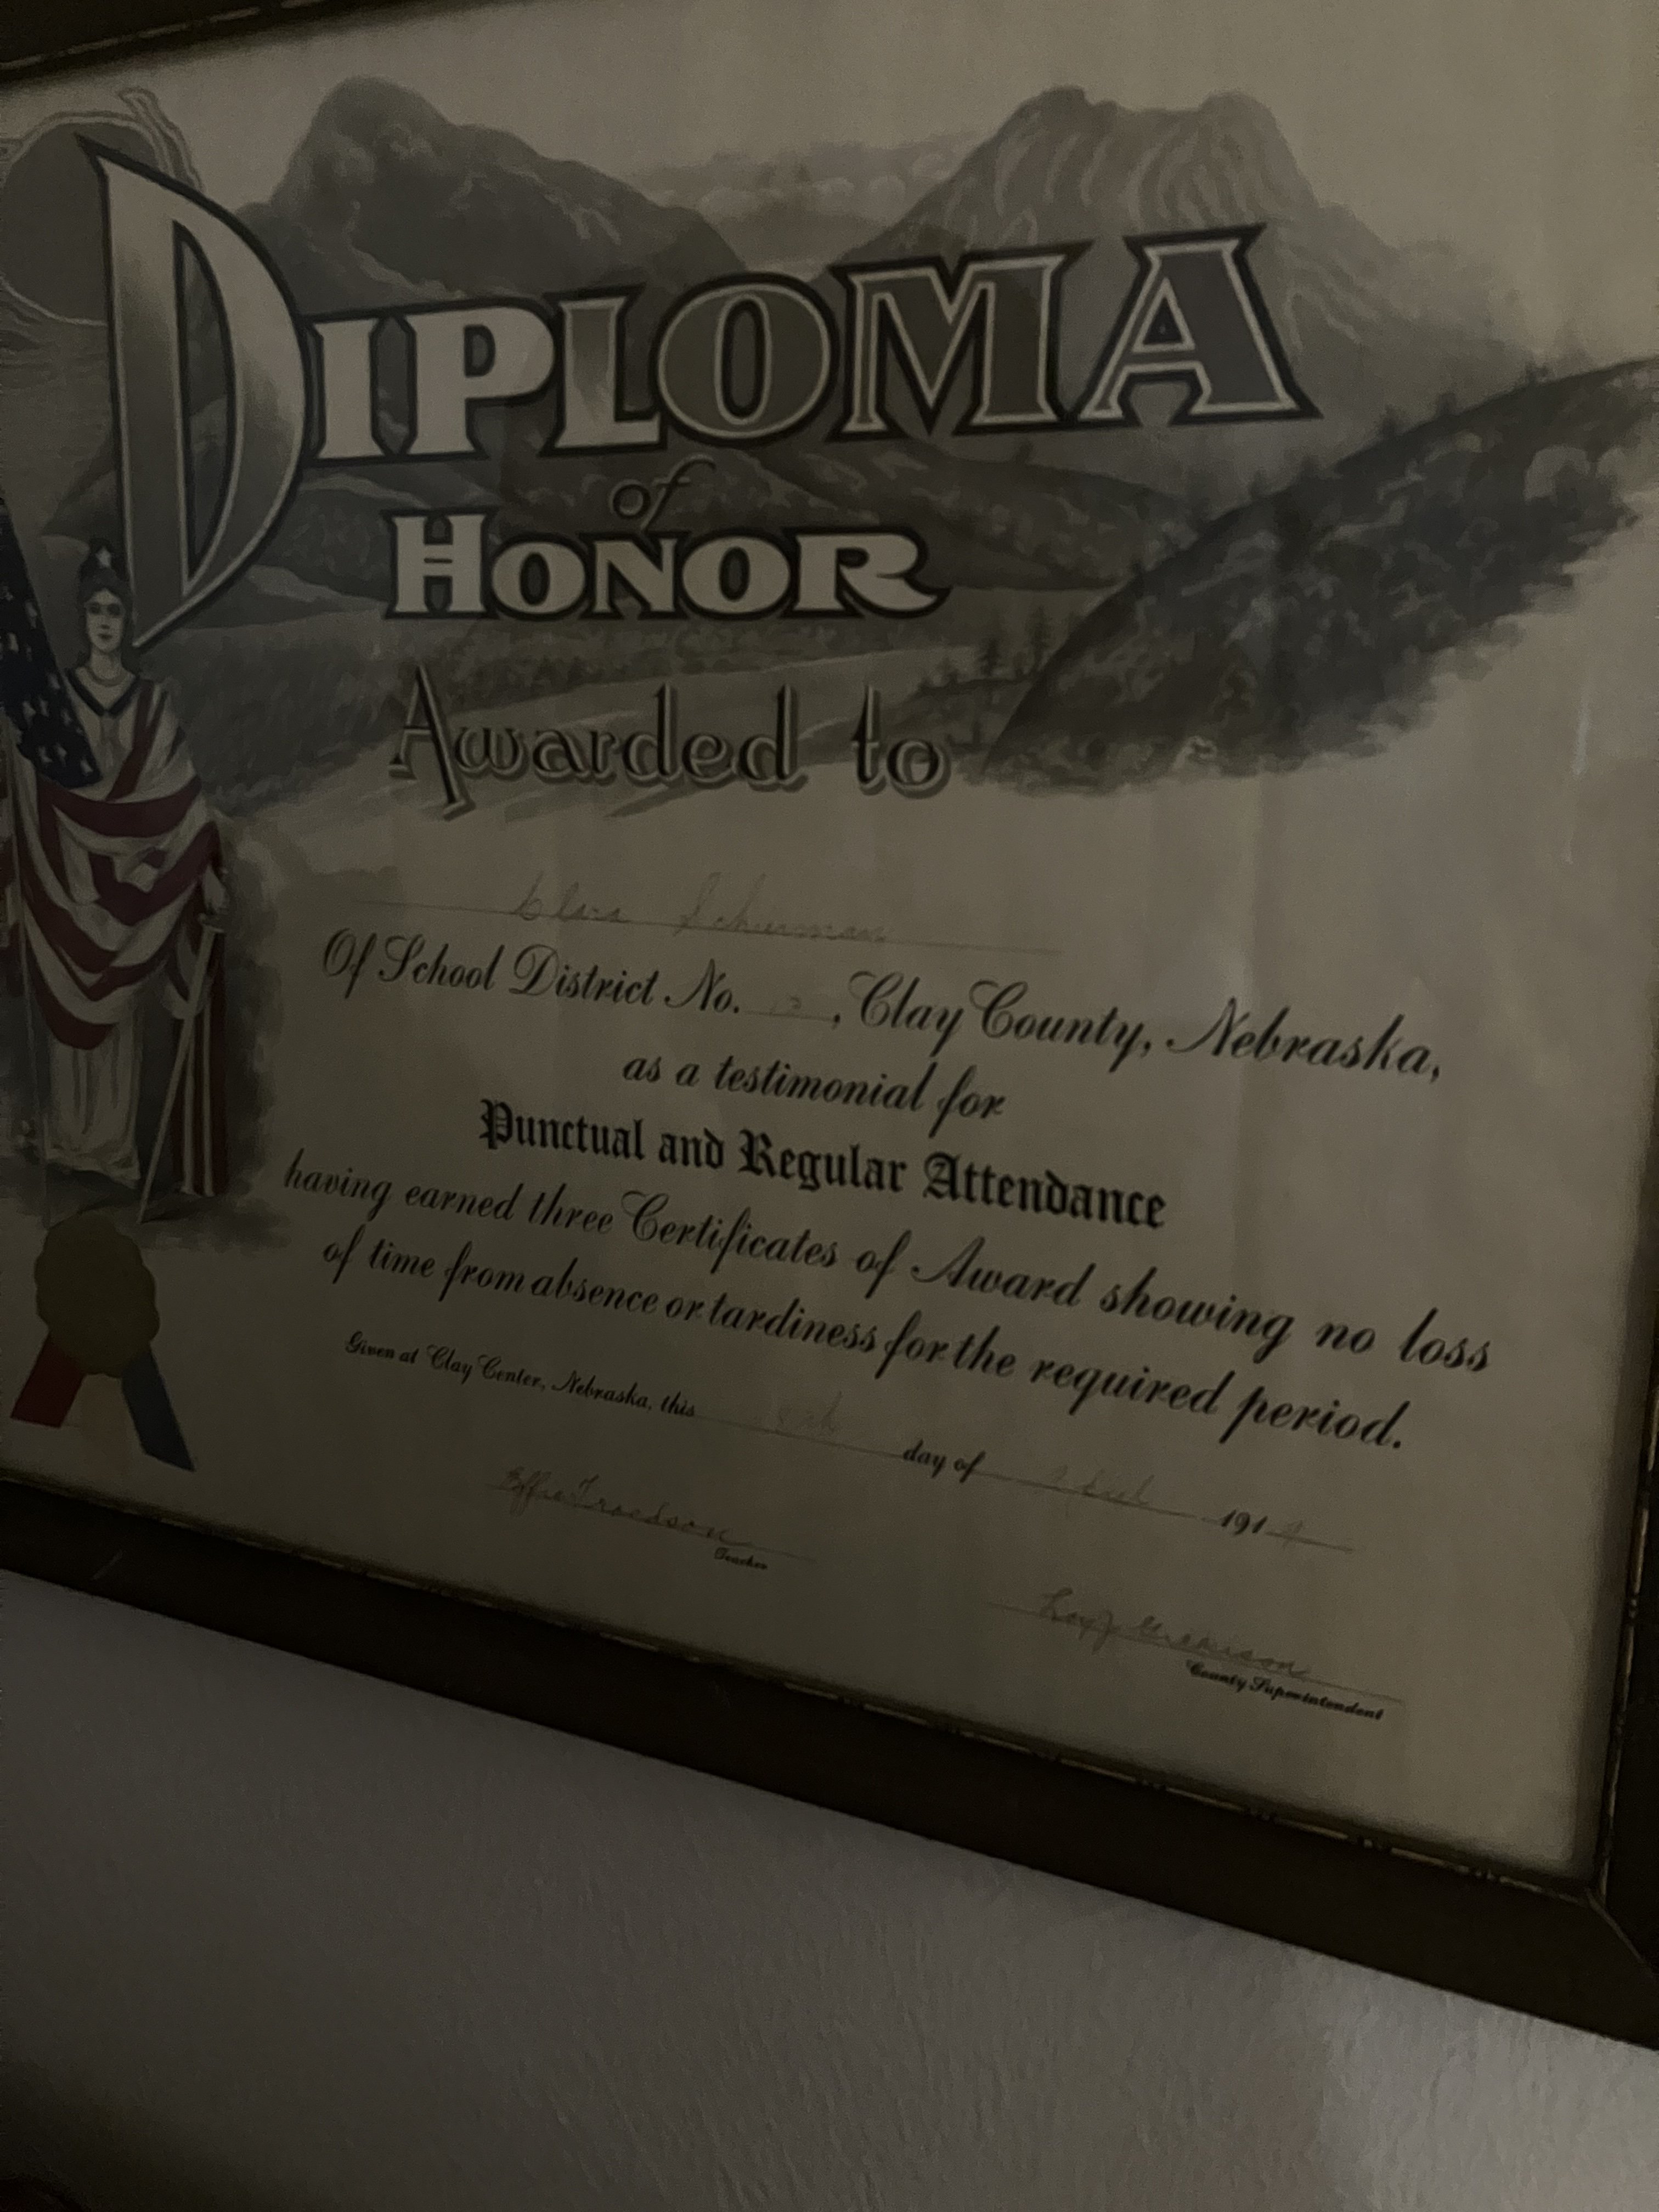 DIPLOMA
of
HONOR
Awarded to
Of School District No. , Clay County, Nebraska,
as a testimonial for
Punctual and Regular Attendance
having earned three Certificates of Award showing no loss
of time from absence or tardiness for the required period.
Given at Clay Center, Nebraska, this day of 191
Effie
Teacher
County Superintendent